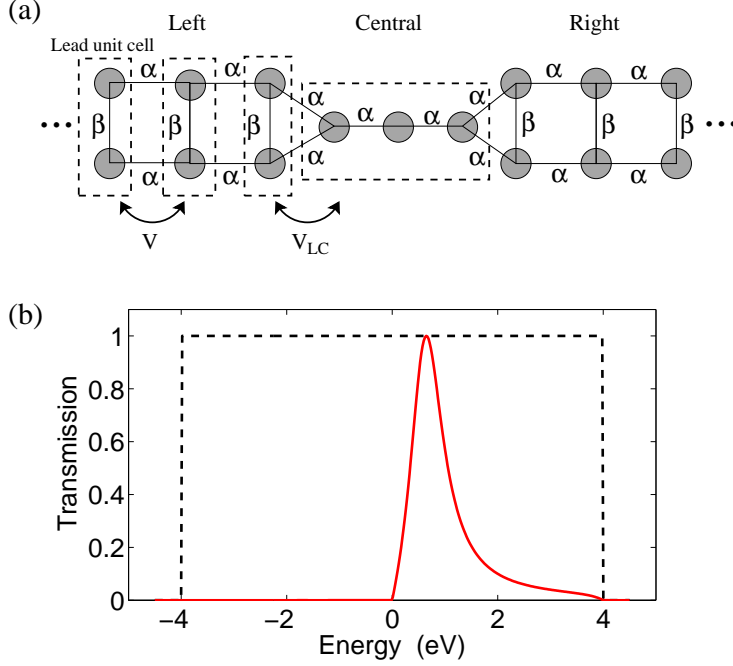 (a)
Left Central Right
Lead unit cell
α α α α
α α α α
... β β β β β β ...
α α α α α α
V V_LC
(b)
1
0.8
0.6
0.4
0.2
0
Transmission
−4 −2 0 2 4
Energy (eV)